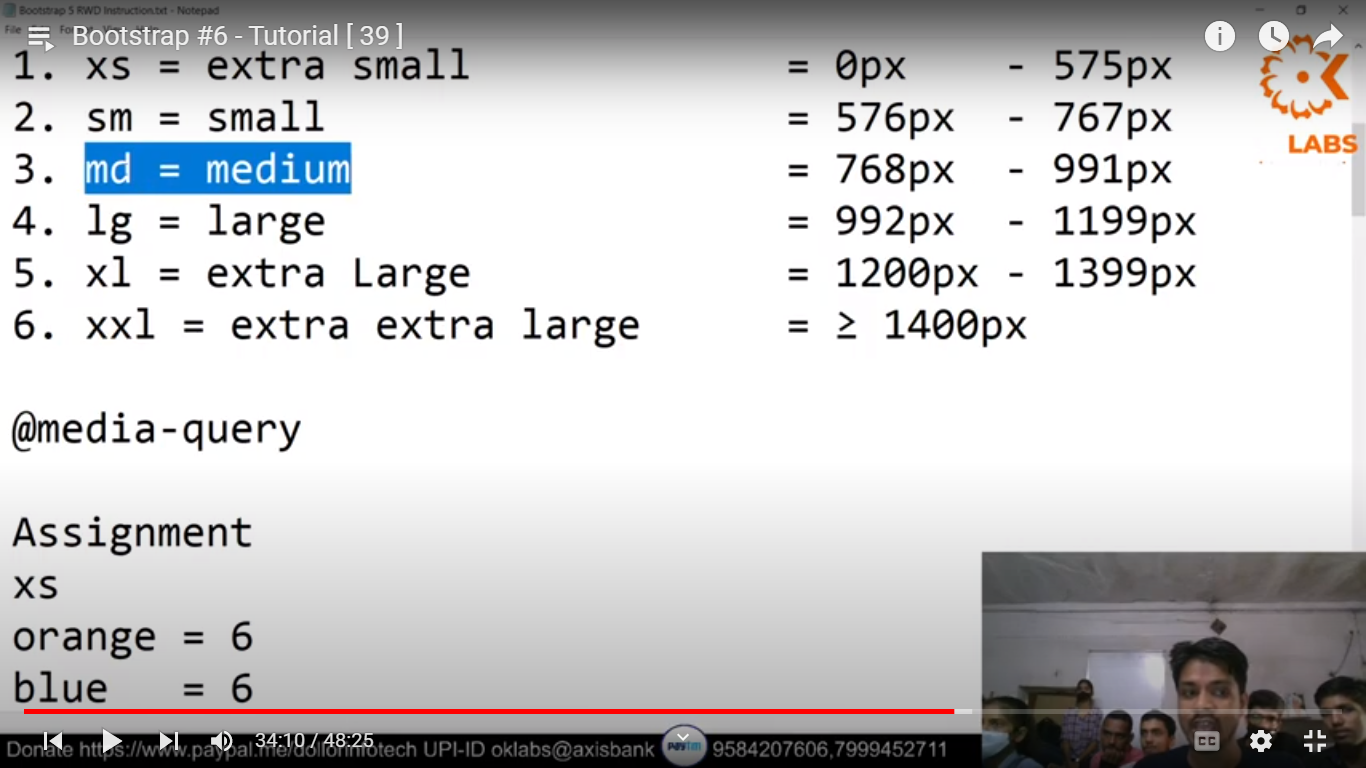 Bootstrap 5 RWD Instruction.txt - Notepad
File
Bootstrap #6 - Tutorial [ 39 ]
1. xs = extra small = 0px - 575px
2. sm = small = 576px - 767px
3. md = medium = 768px - 991px
4. lg = large = 992px - 1199px
5. xl = extra Large = 1200px - 1399px
6. xxl = extra extra large = ≥ 1400px
LABS
@media-query
Assignment
xs
orange = 6
blue = 6
34:10 / 48:25
CC
Donate https://www.paypal.me/dolloninfotech UPI-ID oklabs@axisbank Paytm 9584207606,7999452711